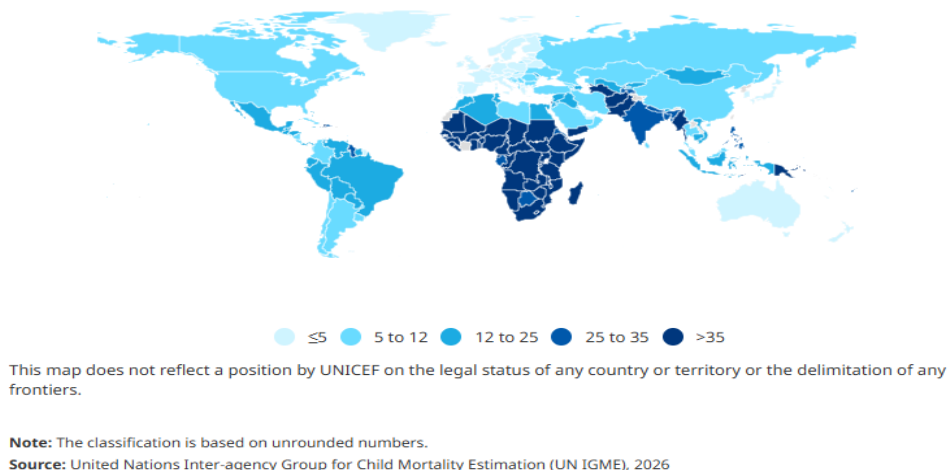 ≤5 5 to 12 12 to 25 25 to 35 >35
This map does not reflect a position by UNICEF on the legal status of any country or territory or the delimitation of any
frontiers.
Note: The classification is based on unrounded numbers.
Source: United Nations Inter-agency Group for Child Mortality Estimation (UN IGME), 2026